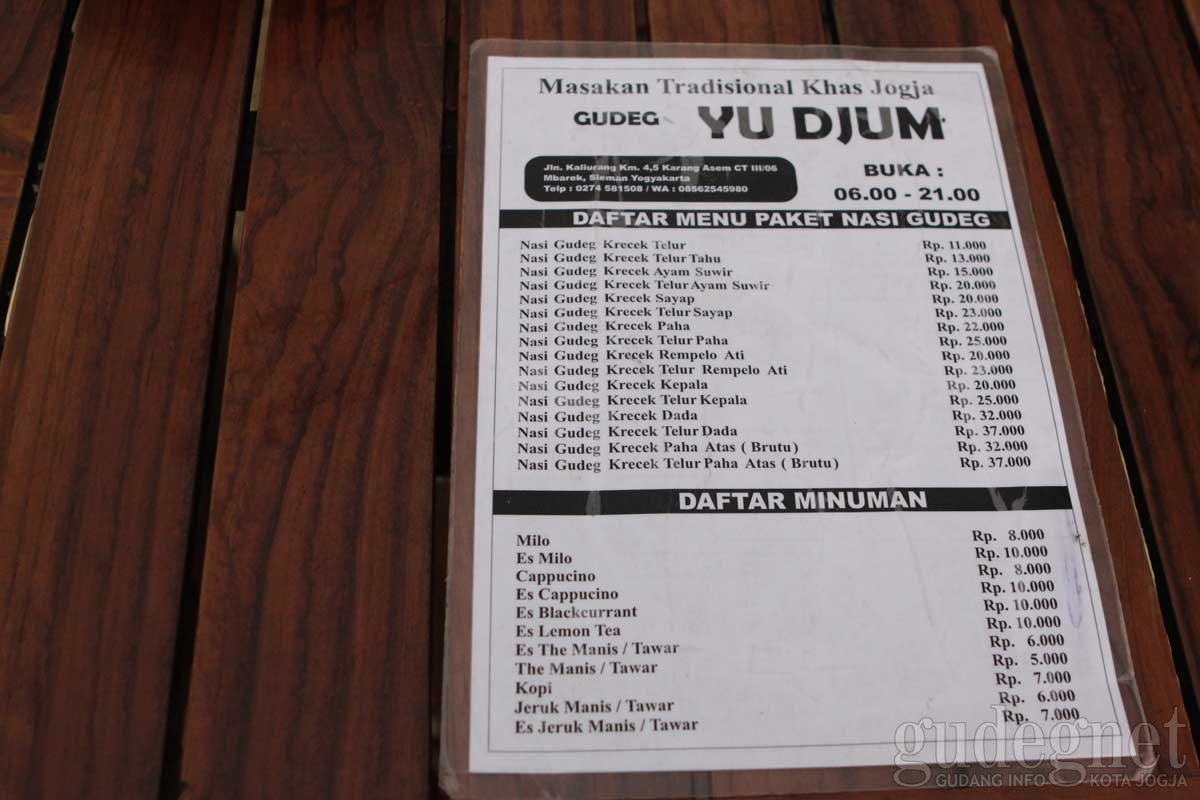 Masakan Tradisional Khas Jogja
GUDEG YU DJUM
Jln. Kaliurang Km. 4,5 Karang Asem CT III/06
Mbarek, Sleman Yogyakarta
Telp : 0274 581508 / WA : 08562545980
BUKA :
06.00 - 21.00
DAFTAR MENU PAKET NASI GUDEG
Nasi Gudeg Krecek Telur Rp. 11.000
Nasi Gudeg Krecek Telur Tahu Rp. 13.000
Nasi Gudeg Krecek Ayam Suwir Rp. 15.000
Nasi Gudeg Krecek Telur Ayam Suwir Rp. 20.000
Nasi Gudeg Krecek Sayap Rp. 20.000
Nasi Gudeg Krecek Telur Sayap Rp. 23.000
Nasi Gudeg Krecek Paha Rp. 22.000
Nasi Gudeg Krecek Telur Paha Rp. 25.000
Nasi Gudeg Krecek Rempelo Ati Rp. 20.000
Nasi Gudeg Krecek Telur Rempelo Ati Rp. 23.000
Nasi Gudeg Krecek Kepala Rp. 20.000
Nasi Gudeg Krecek Telur Kepala Rp. 25.000
Nasi Gudeg Krecek Dada Rp. 32.000
Nasi Gudeg Krecek Telur Dada Rp. 37.000
Nasi Gudeg Krecek Paha Atas ( Brutu) Rp. 32.000
Nasi Gudeg Krecek Telur Paha Atas ( Brutu) Rp. 37.000
DAFTAR MINUMAN
Milo Rp. 8.000
Es Milo Rp. 10.000
Cappucino Rp. 8.000
Es Cappucino Rp. 10.000
Es Blackcurrant Rp. 10.000
Es Lemon Tea Rp. 10.000
Es The Manis / Tawar Rp. 6.000
The Manis / Tawar Rp. 5.000
Kopi Rp. 7.000
Jeruk Manis / Tawar Rp. 6.000
Es Jeruk Manis / Tawar Rp. 7.000
gudegnet
GUDANG INFO KOTA JOGJA